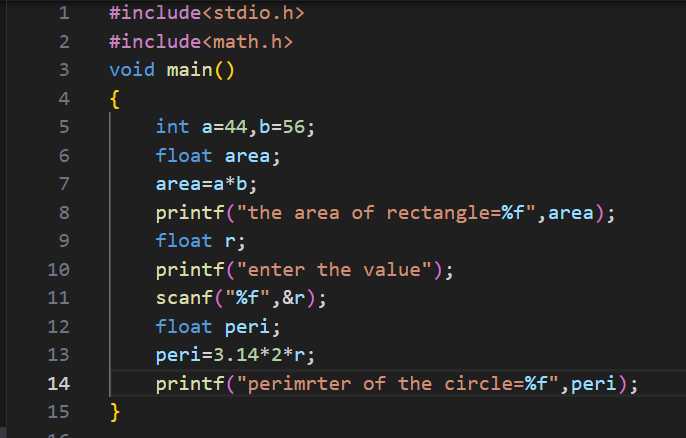 1 #include<stdio.h>
2 #include<math.h>
3 void main()
4 {
5 int a=44,b=56;
6 float area;
7 area=a*b;
8 printf("the area of rectangle=%f",area);
9 float r;
10 printf("enter the value");
11 scanf("%f",&r);
12 float peri;
13 peri=3.14*2*r;
14 printf("perimrter of the circle=%f",peri);
15 }
16